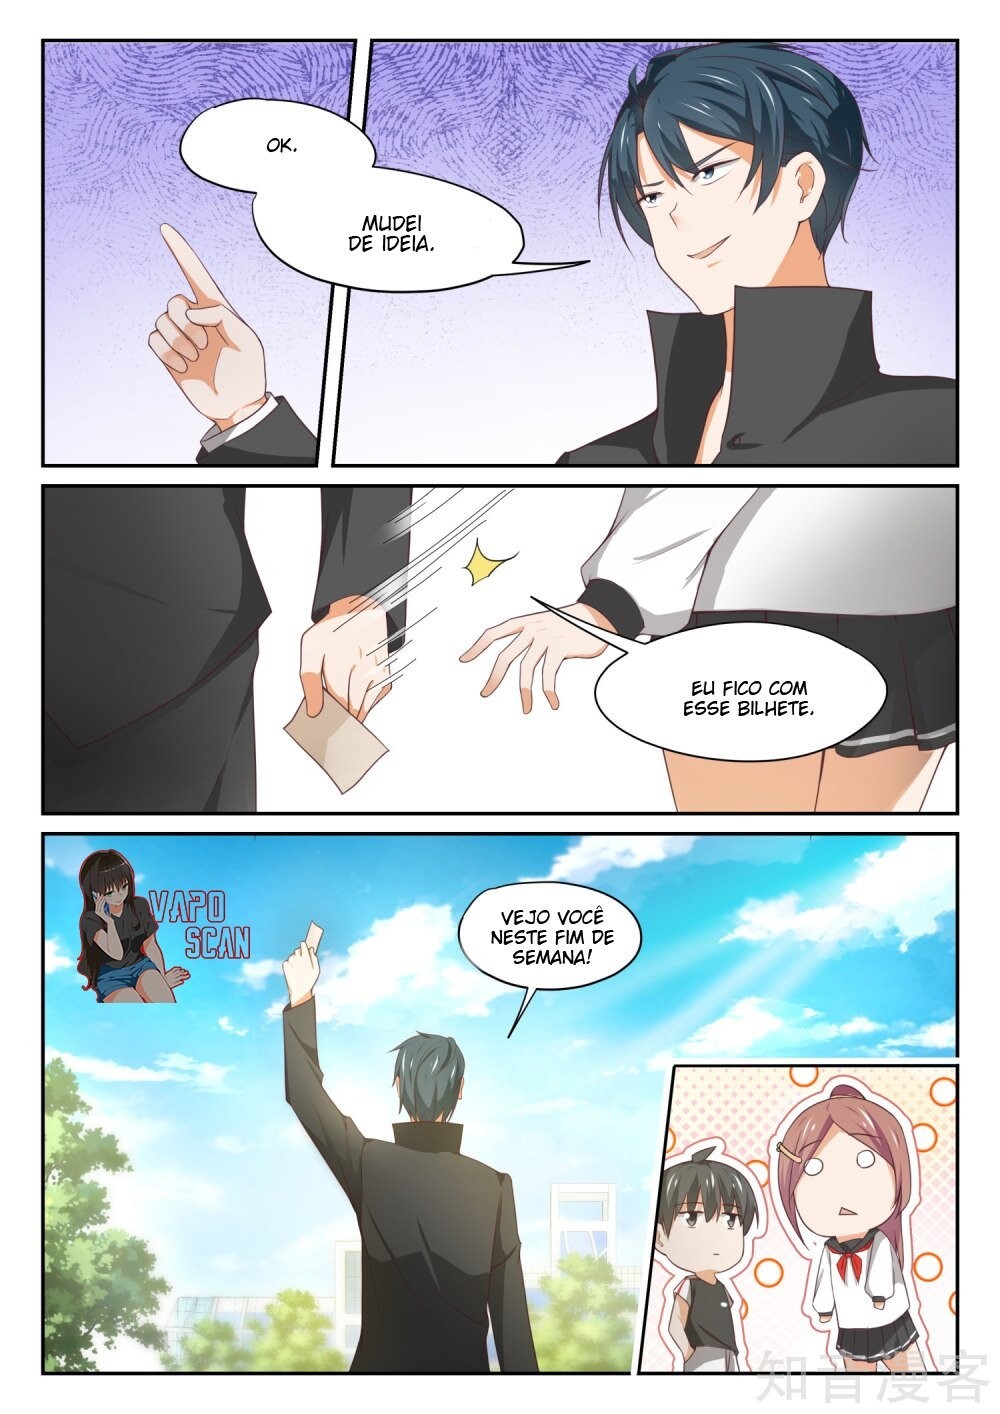 OK.
MUDEI
DE IDEIA.
EU FICO COM
ESSE BILHETE.
VAPO
SCAN
VEJO VOCÊ
NESTE FIM DE
SEMANA!
知音漫客